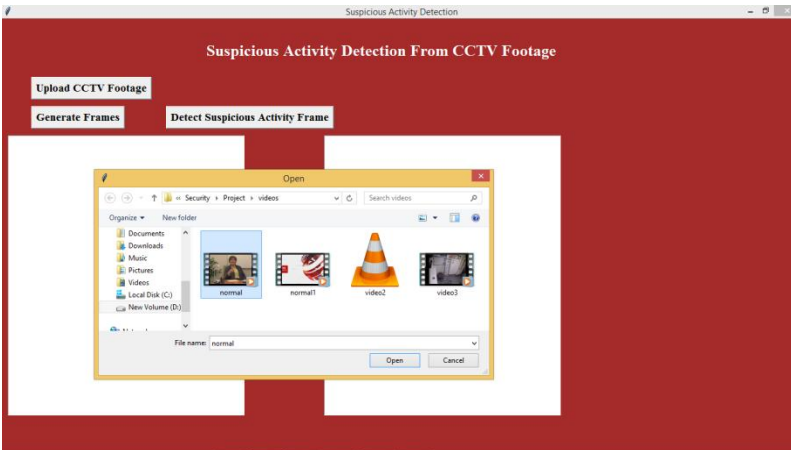 Suspicious Activity Detection
Suspicious Activity Detection From CCTV Footage
Upload CCTV Footage
Generate Frames
Detect Suspicious Activity Frame
Open
« Security › Project › videos
Search videos
Organize
New folder
Documents
Downloads
Music
Pictures
Videos
Local Disk (C:)
New Volume (D:)
normal
normal1
video2
video3
File name: normal
Open
Cancel